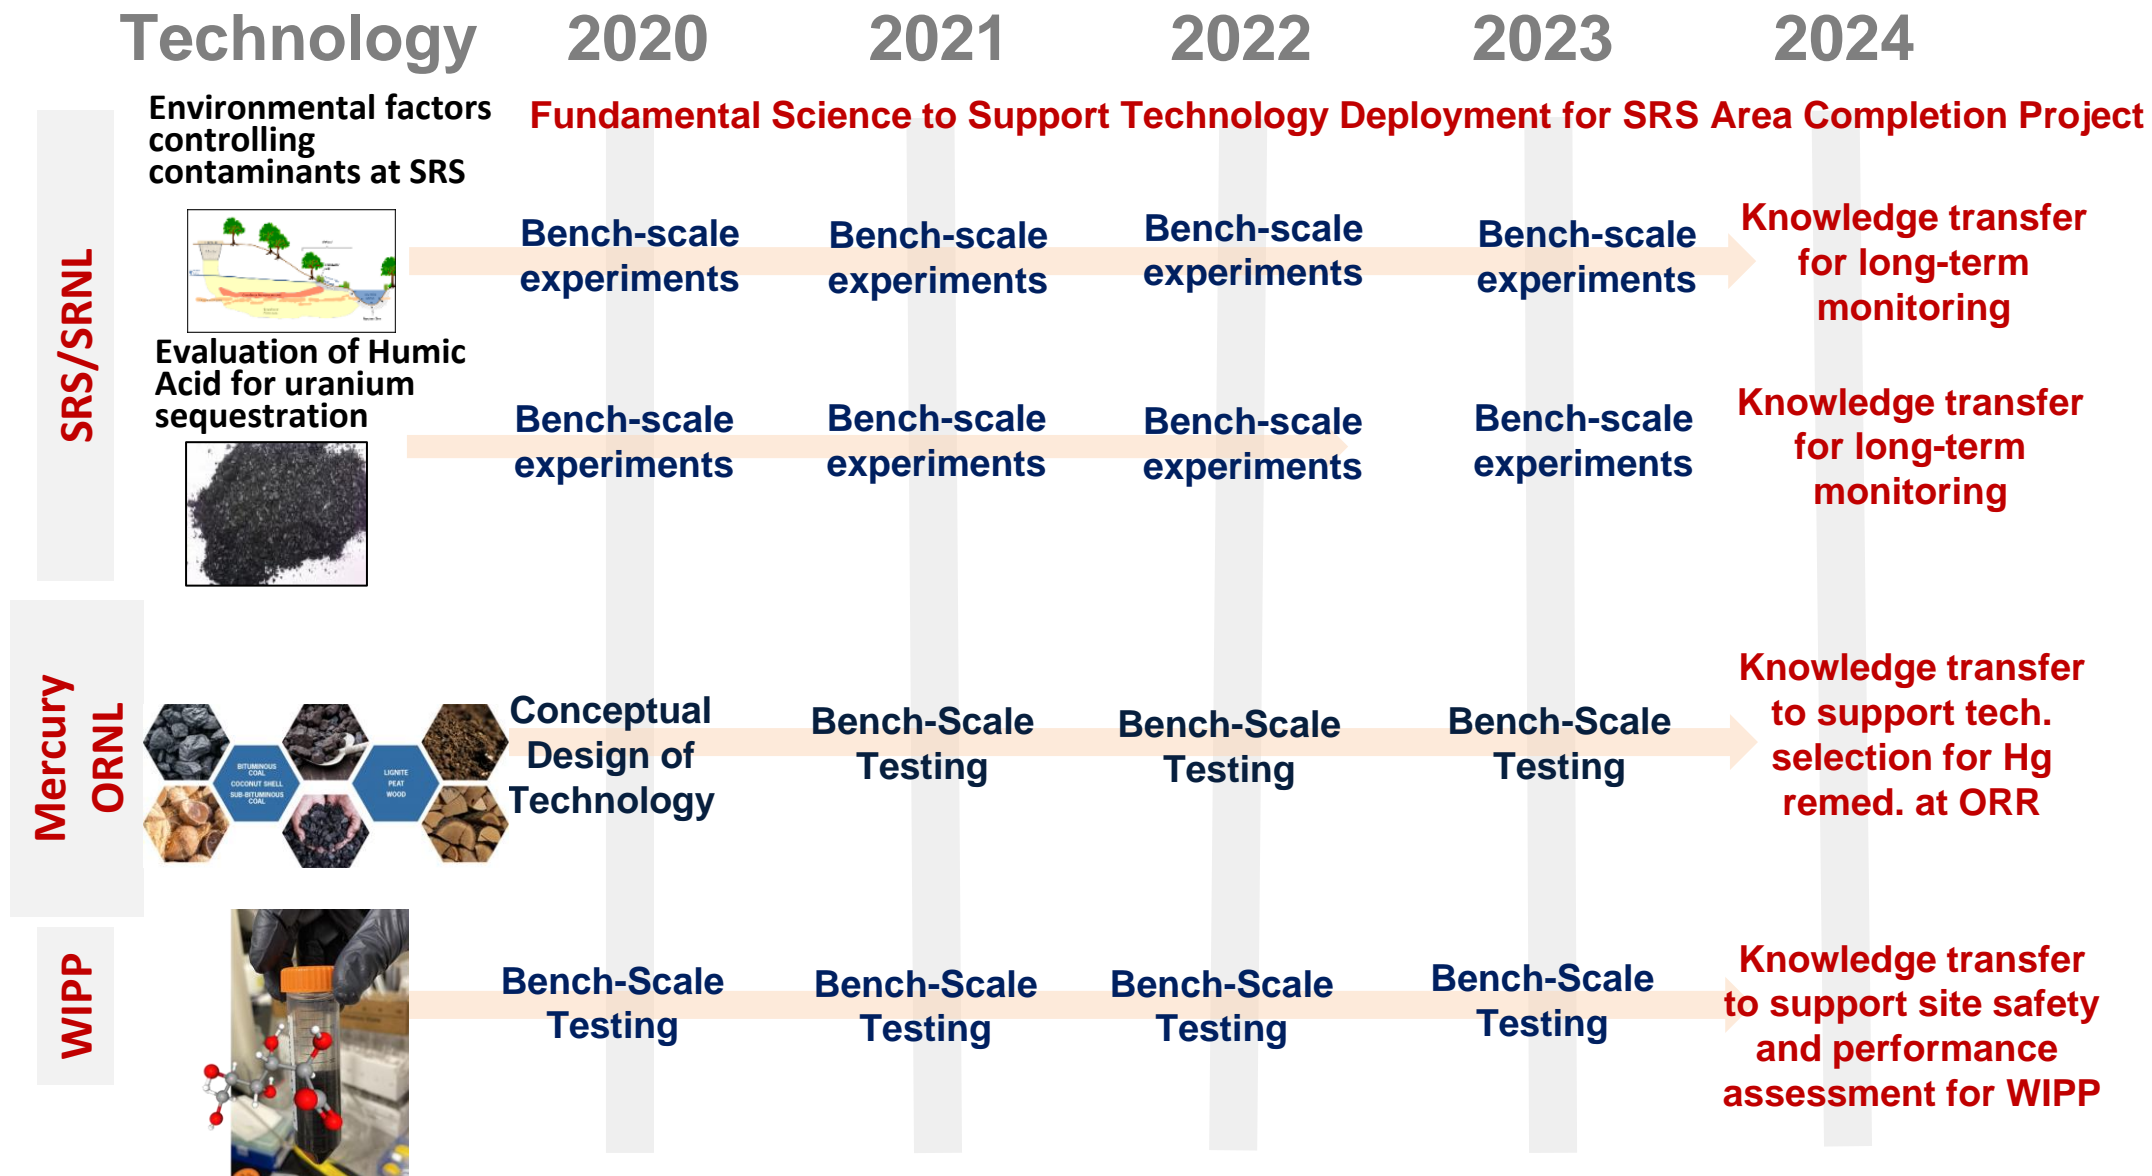 Technology 2020 2021 2022 2023 2024
Fundamental Science to Support Technology Deployment for SRS Area Completion Project
SRS/SRNL
Environmental factors
controlling
contaminants at SRS
Bench-scale
experiments
Bench-scale
experiments
Bench-scale
experiments
Bench-scale
experiments
Knowledge transfer
for long-term
monitoring
Evaluation of Humic
Acid for uranium
sequestration
Bench-scale
experiments
Bench-scale
experiments
Bench-scale
experiments
Bench-scale
experiments
Knowledge transfer
for long-term
monitoring
Mercury
ORNL
BITUMINOUS
COAL
COCONUT SHELL
SUB-BITUMINOUS
COAL
LIGNITE
PEAT
WOOD
Conceptual
Design of
Technology
Bench-Scale
Testing
Bench-Scale
Testing
Bench-Scale
Testing
Knowledge transfer
to support tech.
selection for Hg
remed. at ORR
WIPP
Bench-Scale
Testing
Bench-Scale
Testing
Bench-Scale
Testing
Bench-Scale
Testing
Knowledge transfer
to support site safety
and performance
assessment for WIPP